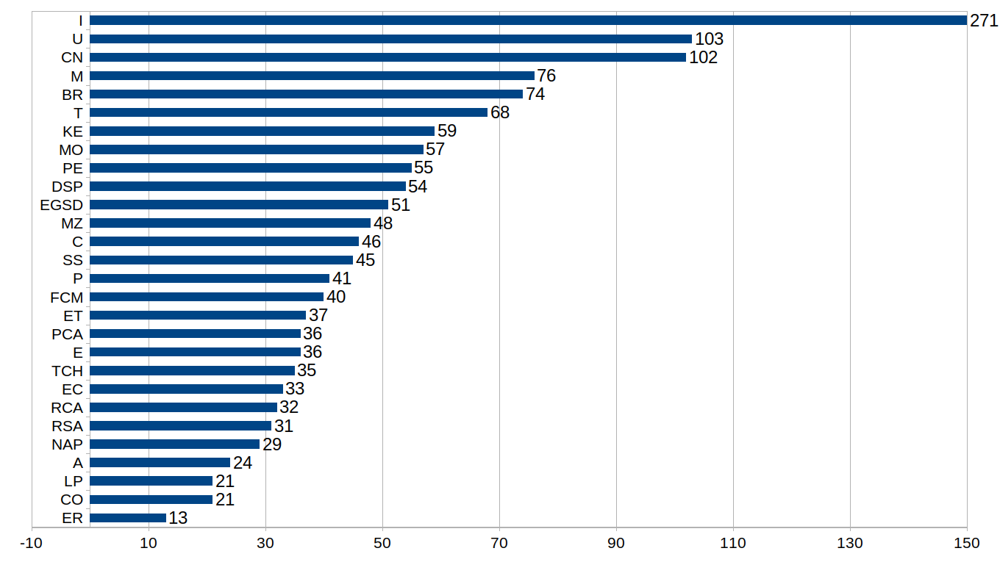 I 271
U 103
CN 102
M 76
BR 74
T 68
KE 59
MO 57
PE 55
DSP 54
EGSD 51
MZ 48
C 46
SS 45
P 41
FCM 40
ET 37
PCA 36
E 36
TCH 35
EC 33
RCA 32
RSA 31
NAP 29
A 24
LP 21
CO 21
ER 13
-10 10 30 50 70 90 110 130 150